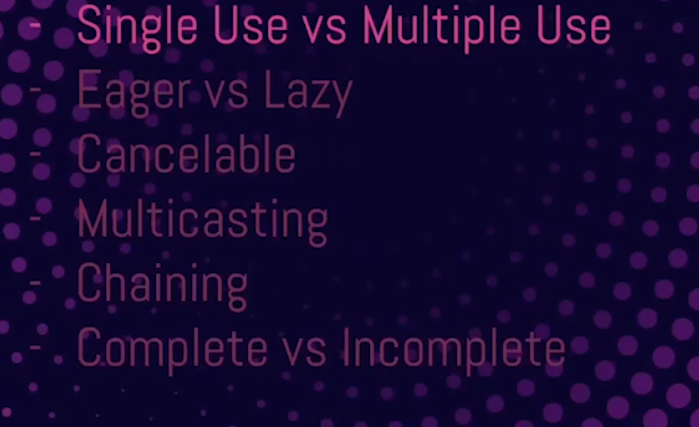 - Single Use vs Multiple Use
- Eager vs Lazy
- Cancelable
- Multicasting
- Chaining
- Complete vs Incomplete